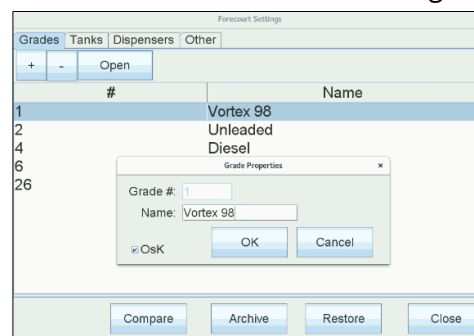 Forecourt Settings
Grades Tanks Dispensers Other
+ - Open
# Name
1 Vortex 98
2 Unleaded
4 Diesel
6
26
Grade Properties ×
Grade #: 1
Name: Vortex 98
OsK OK Cancel
Compare Archive Restore Close